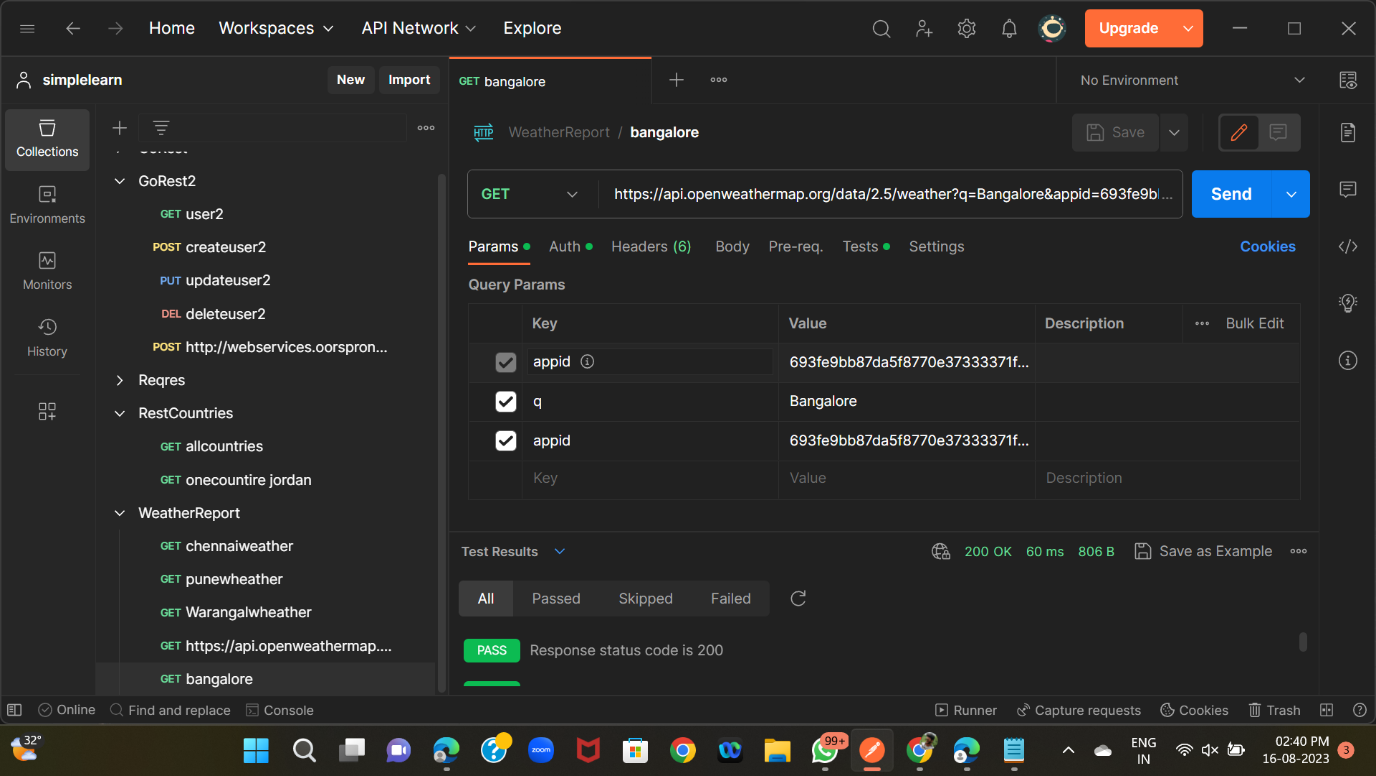 Home Workspaces API Network Explore Upgrade
simplelearn New Import GET bangalore No Environment
Collections
Environments
Monitors
History
GoRest2
GET user2
POST createuser2
PUT updateuser2
DEL deleteuser2
POST http://webservices.oorspron...
Reqres
RestCountries
GET allcountries
GET onecountire jordan
WeatherReport
GET chennaiweather
GET punewheather
GET Warangalwheather
GET https://api.openweathermap....
GET bangalore
HTTP WeatherReport / bangalore Save
GET https://api.openweathermap.org/data/2.5/weather?q=Bangalore&appid=693fe9b... Send
Params Auth Headers (6) Body Pre-req. Tests Settings Cookies
Query Params
Key Value Description Bulk Edit
appid 693fe9bb87da5f8770e37333371f...
q Bangalore
appid 693fe9bb87da5f8770e37333371f...
Key Value Description
Test Results 200 OK 60 ms 806 B Save as Example
All Passed Skipped Failed
PASS Response status code is 200
Online Find and replace Console Runner Capture requests Cookies Trash
32° zoom 99+ ENG IN 02:40 PM 3
16-08-2023